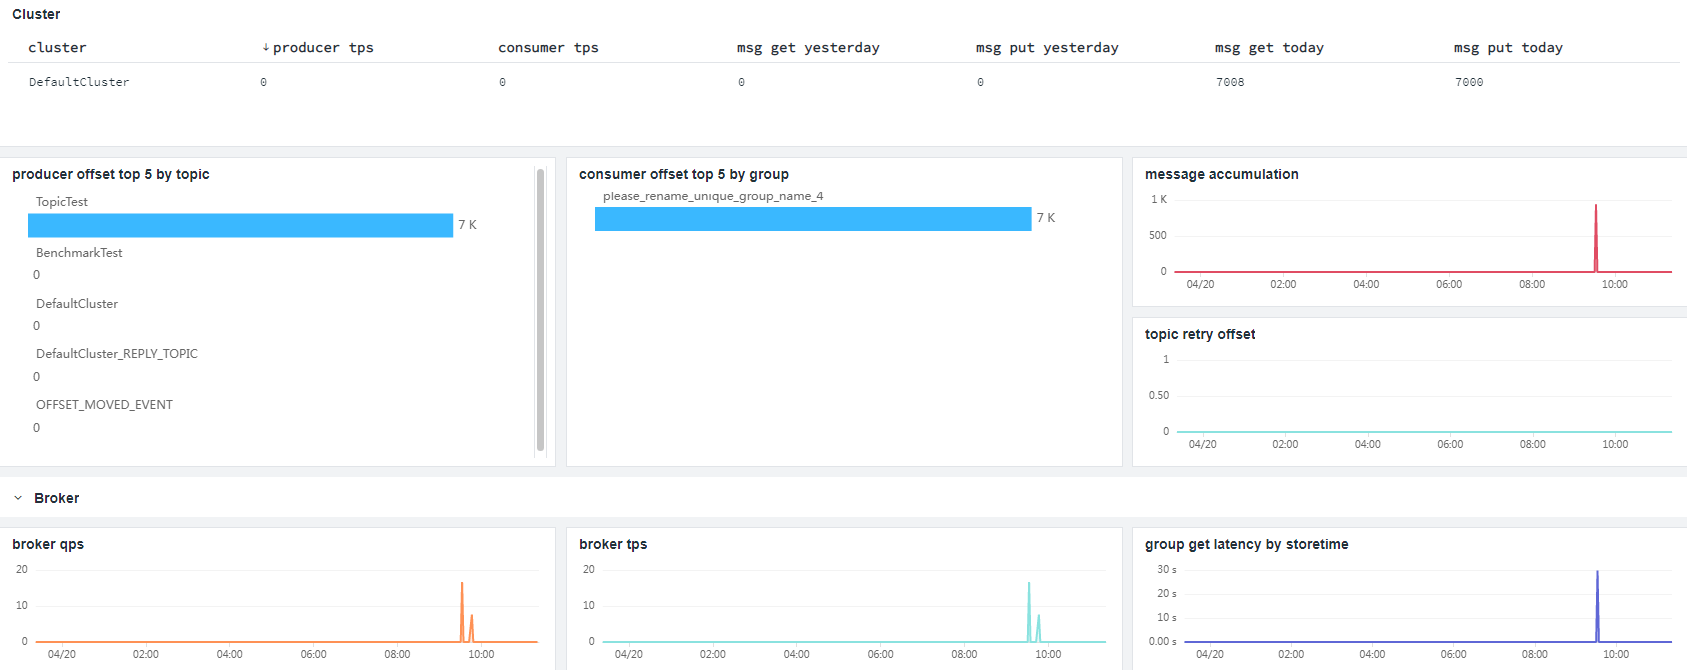 Cluster
cluster ↓producer tps consumer tps msg get yesterday msg put yesterday msg get today msg put today
DefaultCluster 0 0 0 0 7008 7000
producer offset top 5 by topic
TopicTest
7 K
BenchmarkTest
0
DefaultCluster
0
DefaultCluster_REPLY_TOPIC
0
OFFSET_MOVED_EVENT
0
consumer offset top 5 by group
please_rename_unique_group_name_4
7 K
message accumulation
1 K
500
0
04/20 02:00 04:00 06:00 08:00 10:00
topic retry offset
1
0.50
0
04/20 02:00 04:00 06:00 08:00 10:00
Broker
broker qps
20
10
0
04/20 02:00 04:00 06:00 08:00 10:00
broker tps
20
10
0
04/20 02:00 04:00 06:00 08:00 10:00
group get latency by storetime
30 s
20 s
10 s
0.00 s
04/20 02:00 04:00 06:00 08:00 10:00